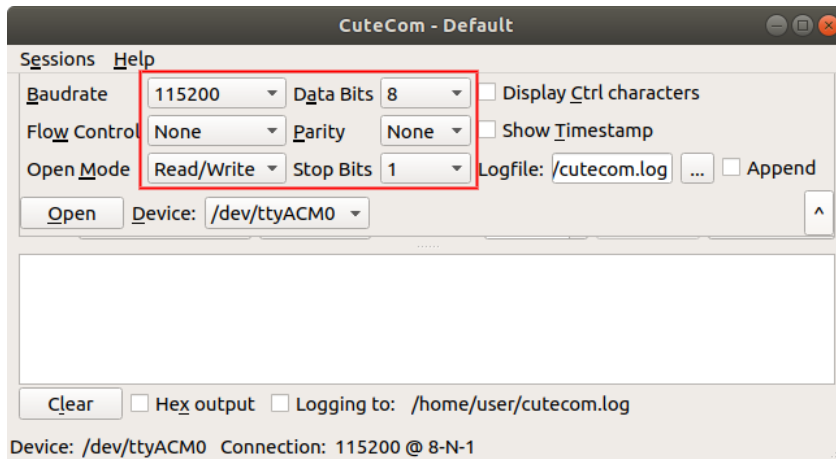 CuteCom - Default
Sessions Help
Baudrate 115200 Data Bits 8 Display Ctrl characters
Flow Control None Parity None Show Timestamp
Open Mode Read/Write Stop Bits 1 Logfile: /cutecom.log ... Append
Open Device: /dev/ttyACM0 ^
Clear Hex output Logging to: /home/user/cutecom.log
Device: /dev/ttyACM0 Connection: 115200 @ 8-N-1